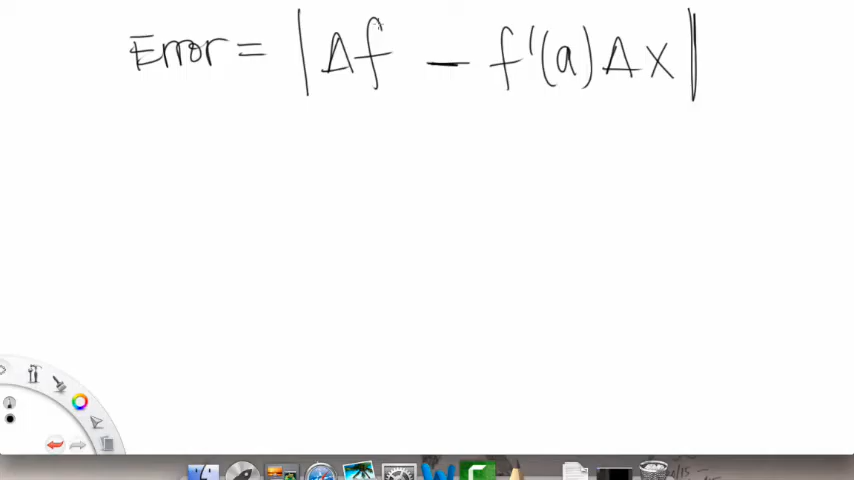 Error = | Δf − f'(a) Δx |